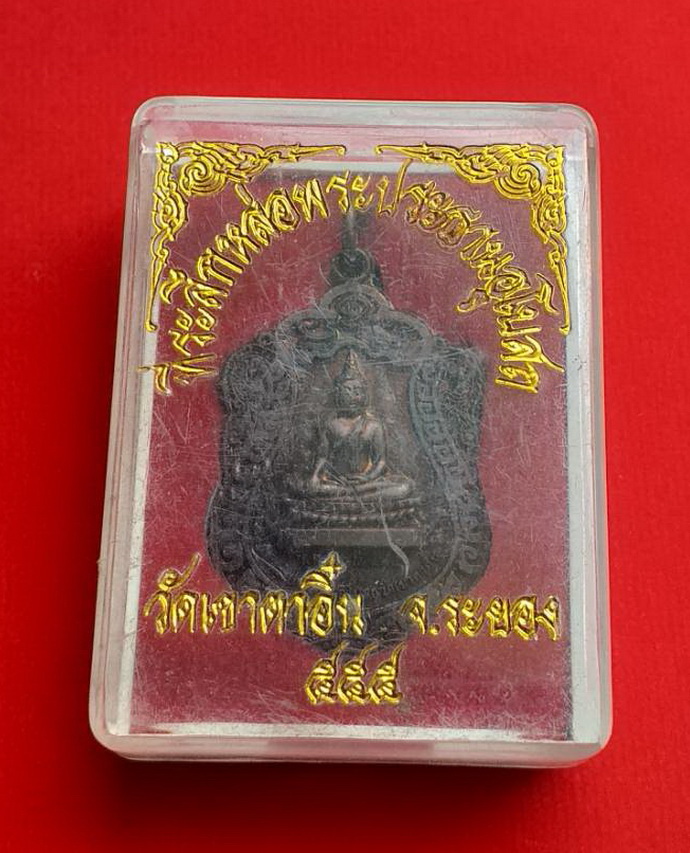 ที่ระลึกหล่อพระประธานอุโบสถ
วัดเขาตาอิ๋น จ.ระยอง
๕๕๕